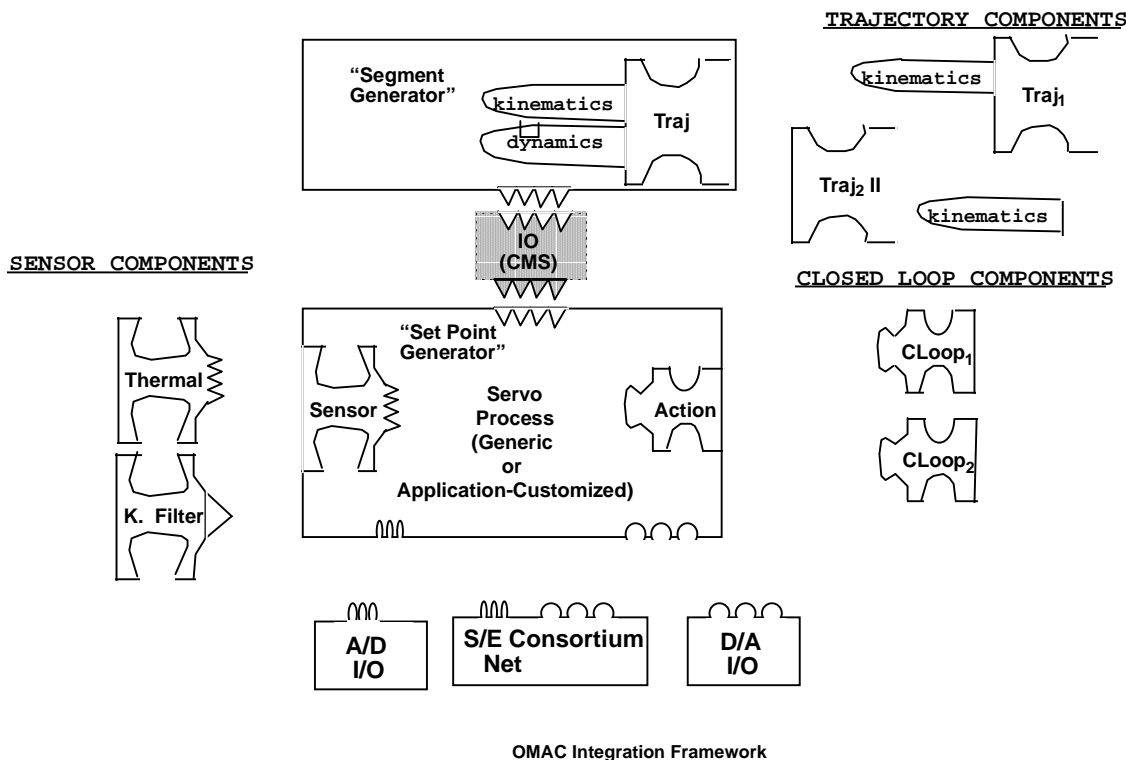 TRAJECTORY COMPONENTS
“Segment
Generator”
kinematics
dynamics
Traj
kinematics
Traj1
Traj2 II
kinematics
IO
(CMS)
SENSOR COMPONENTS
Thermal
K. Filter
“Set Point
Generator”
Sensor
Servo
Process
(Generic
or
Application-Customized)
Action
CLOSED LOOP COMPONENTS
CLoop1
CLoop2
A/D
I/O
S/E Consortium
Net
D/A
I/O
OMAC Integration Framework